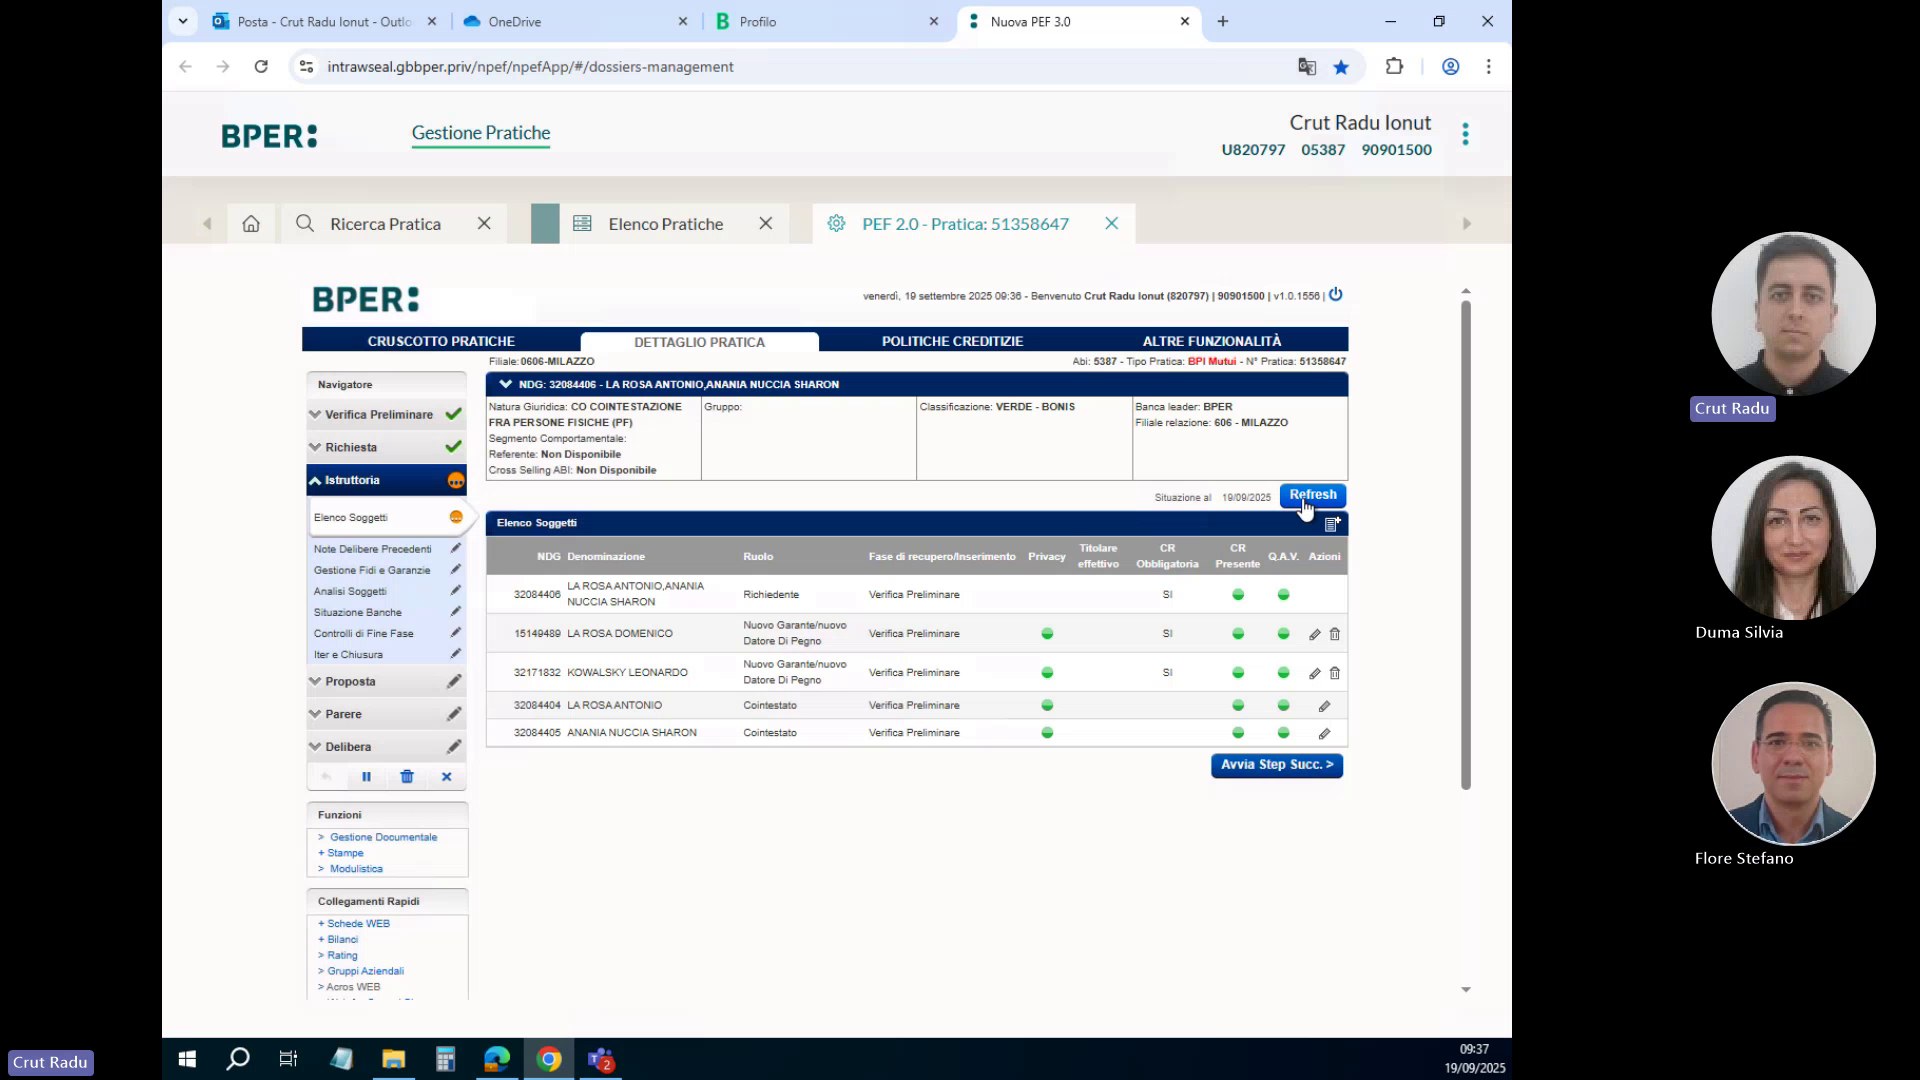 Posta - Crut Radu Ionut - Outlo
OneDrive
Profilo
Nuova PEF 3.0
intrawseal.gbbper.priv/npef/npefApp/#/dossiers-management
BPER:
Gestione Pratiche
Crut Radu Ionut
U820797 05387 90901500
Ricerca Pratica
Elenco Pratiche
PEF 2.0 - Pratica: 51358647
BPER:
venerdì, 19 settembre 2025 09:36 - Benvenuto Crut Radu Ionut (820797) | 90901500 | v1.0.1556 |
CRUSCOTTO PRATICHE
DETTAGLIO PRATICA
POLITICHE CREDITIZIE
ALTRE FUNZIONALITÀ
Filiale: 0606-MILAZZO
Abi: 5387 - Tipo Pratica: BPI Mutui - N° Pratica: 51358647
Navigatore
Verifica Preliminare
Richiesta
Istruttoria
Elenco Soggetti
Note Delibere Precedenti
Gestione Fidi e Garanzie
Analisi Soggetti
Situazione Banche
Controlli di Fine Fase
Iter e Chiusura
Proposta
Parere
Delibera
Funzioni
> Gestione Documentale
+ Stampe
> Modulistica
Collegamenti Rapidi
+ Schede WEB
+ Bilanci
> Rating
> Gruppi Aziendali
> Acros WEB
NDG: 32084406 - LA ROSA ANTONIO,ANANIA NUCCIA SHARON
Natura Giuridica: CO COINTESTAZIONE
FRA PERSONE FISICHE (PF)
Segmento Comportamentale:
Referente: Non Disponibile
Cross Selling ABI: Non Disponibile
Gruppo:
Classificazione: VERDE - BONIS
Banca leader: BPER
Filiale relazione: 606 - MILAZZO
Situazione al 19/09/2025
Refresh
Elenco Soggetti
NDG Denominazione Ruolo Fase di recupero/Inserimento Privacy Titolare effettivo CR Obbligatoria CR Presente Q.A.V. Azioni
32084406 LA ROSA ANTONIO,ANANIA NUCCIA SHARON Richiedente Verifica Preliminare SI
15149489 LA ROSA DOMENICO Nuovo Garante/nuovo Datore Di Pegno Verifica Preliminare SI
32171832 KOWALSKY LEONARDO Nuovo Garante/nuovo Datore Di Pegno Verifica Preliminare SI
32084404 LA ROSA ANTONIO Cointestato Verifica Preliminare
32084405 ANANIA NUCCIA SHARON Cointestato Verifica Preliminare
Avvia Step Succ. >
Crut Radu
Duma Silvia
Flore Stefano
Crut Radu
2
09:37
19/09/2025